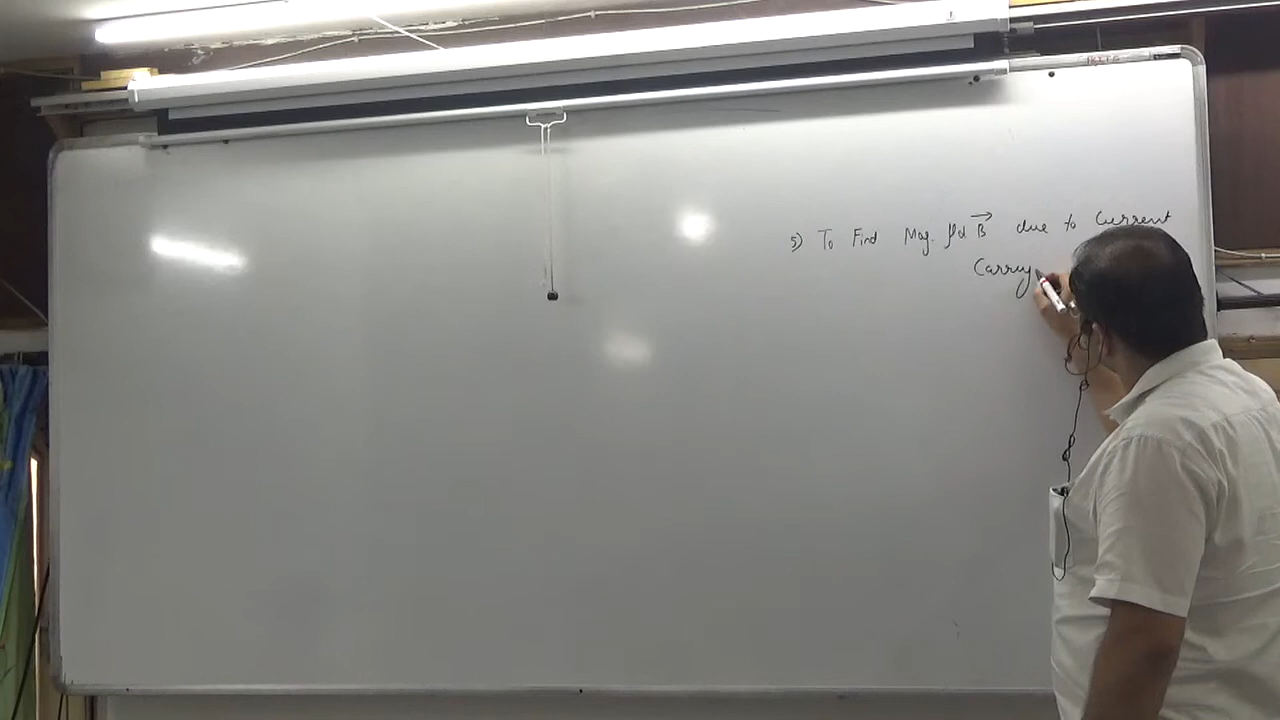 5) To Find Mag. fld B⃗ due to Current
Carry